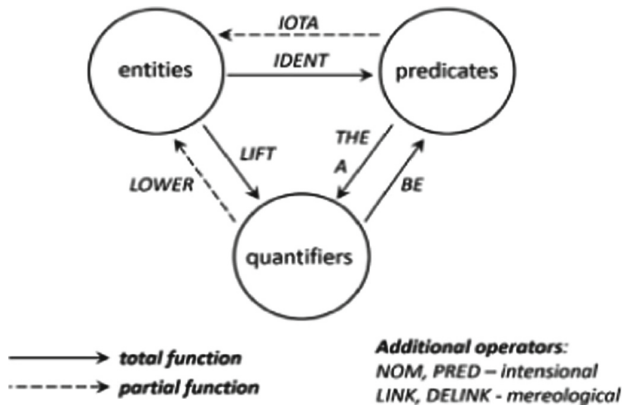 IOTA
entities
IDENT
predicates
LIFT
THE
A
LOWER
BE
quantifiers
total function
partial function
Additional operators:
NOM, PRED – intensional
LINK, DELINK - mereological